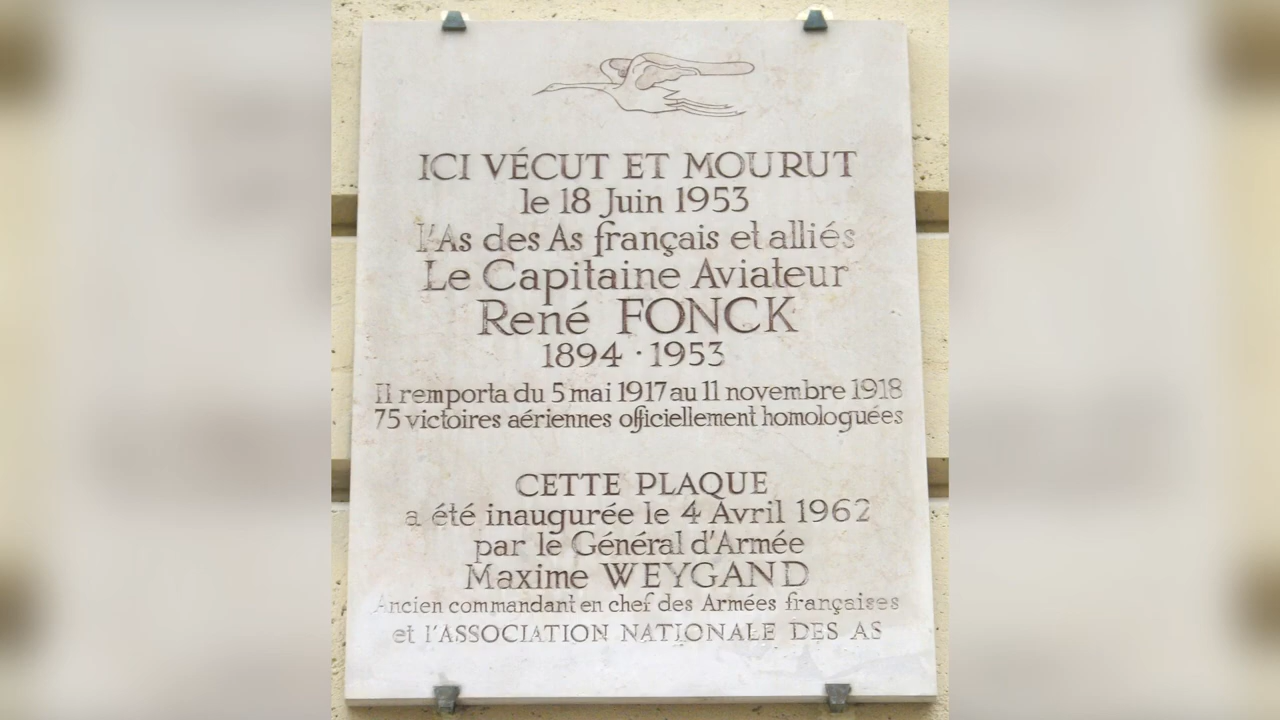 ICI VÉCUT ET MOURUT
le 18 Juin 1953
l'As des As français et alliés
Le Capitaine Aviateur
René FONCK
1894 · 1953
Il remporta du 5 mai 1917 au 11 novembre 1918
75 victoires aériennes officiellement homologuées
CETTE PLAQUE
a été inaugurée le 4 Avril 1962
par le Général d'Armée
Maxime WEYGAND
Ancien commandant en chef des Armées françaises
et l'ASSOCIATION NATIONALE DES AS